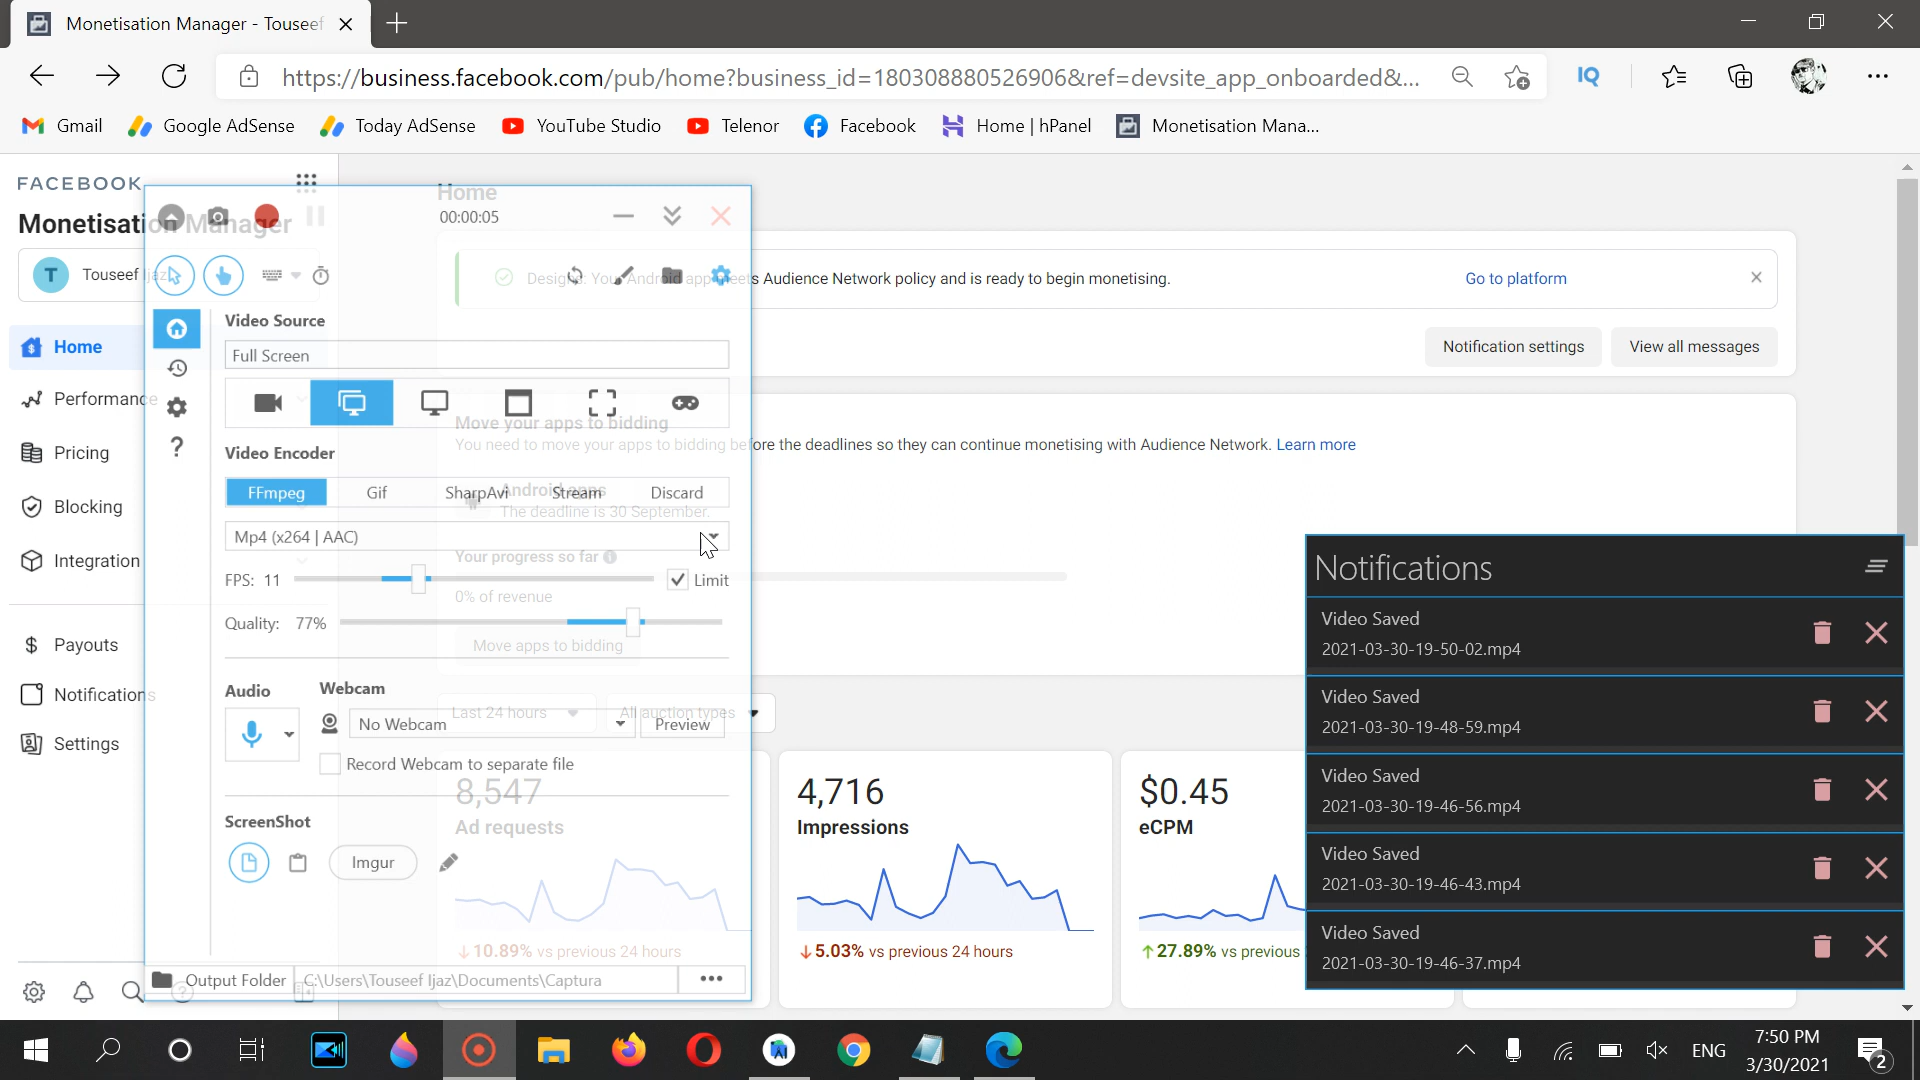 Monetisation Manager - Touseef
https://business.facebook.com/pub/home?business_id=180308880526906&ref=devsite_app_onboarded&...
IQ
Gmail
Google AdSense
Today AdSense
YouTube Studio
Telenor
Facebook
Home | hPanel
Monetisation Mana...
FACEBOOK
Monetisation Manager
T
Touseef Ijaz
Home
Performance
Pricing
Blocking
Integration
$ Payouts
Notifications
Settings
00:00:05
Video Source
Full Screen
Video Encoder
FFmpeg
Gif
SharpAvi
Stream
Discard
Mp4 (x264 | AAC)
FPS: 11
Limit
Quality: 77%
Audio
Webcam
No Webcam
Preview
Record Webcam to separate file
ScreenShot
Imgur
Output Folder
C:\Users\Touseef Ijaz\Documents\Captura
Home
Your Android app meets Audience Network policy and is ready to begin monetising.
Go to platform
Notification settings
View all messages
Move your apps to bidding
You need to move your apps to bidding before the deadlines so they can continue monetising with Audience Network. Learn more
Android apps
The deadline is 30 September.
Your progress so far
0% of revenue
Move apps to bidding
Last 24 hours
All auction types
8,547
Ad requests
10.89% vs previous 24 hours
4,716
Impressions
5.03% vs previous 24 hours
$0.45
eCPM
27.89% vs previous
Notifications
Video Saved
2021-03-30-19-50-02.mp4
Video Saved
2021-03-30-19-48-59.mp4
Video Saved
2021-03-30-19-46-56.mp4
Video Saved
2021-03-30-19-46-43.mp4
Video Saved
2021-03-30-19-46-37.mp4
ENG
7:50 PM
3/30/2021
2